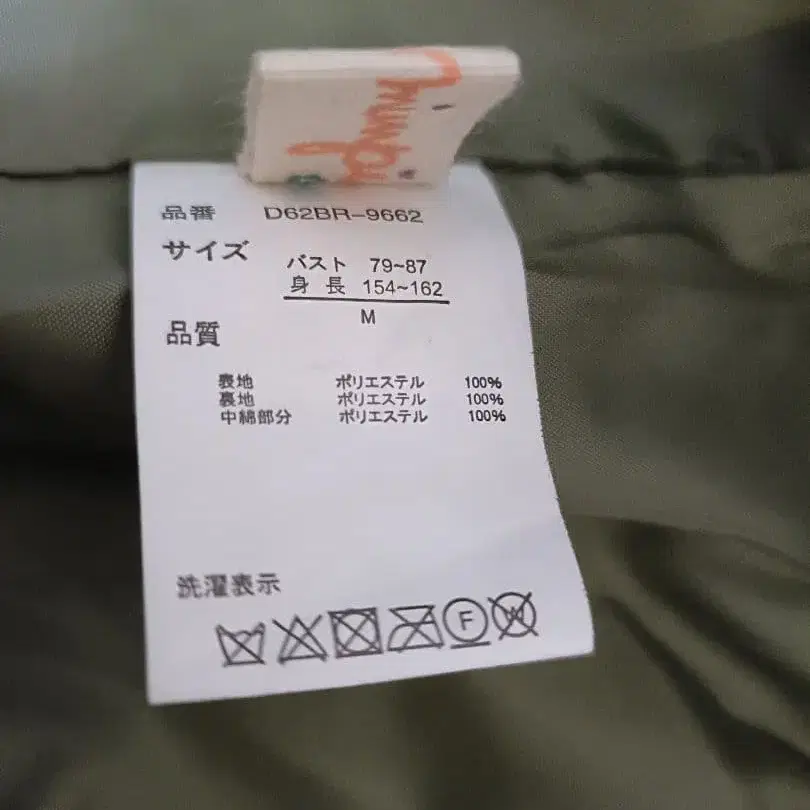 品番 D62BR-9662
サイズ
バスト 79~87
身長 154~162
M
品質
表地 ポリエステル 100%
裏地 ポリエステル 100%
中綿部分 ポリエステル 100%
洗濯表示
F W